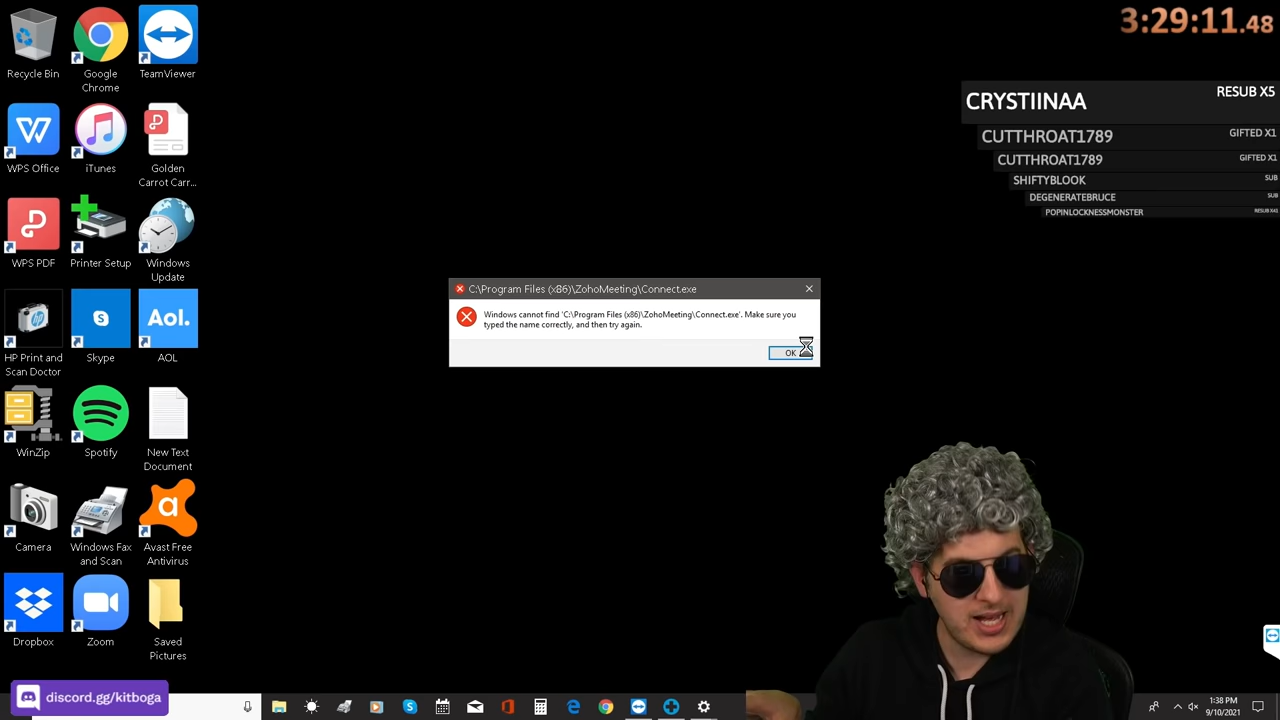 3:29:11.48
CRYSTIINAA RESUB X5
CUTTHROAT1789 GIFTED X1
CUTTHROAT1789 GIFTED X1
SHIFTYBLOOK SUB
DEGENERATEBRUCE SUB
POPINLOCKNESSMONSTER RESUB X41
Recycle Bin
Google
Chrome
TeamViewer
WPS Office
iTunes
Golden
Carrot Carr...
WPS PDF
Printer Setup
Windows
Update
HP Print and
Scan Doctor
Skype
Aol.
AOL
WinZip
Spotify
New Text
Document
Camera
Windows Fax
and Scan
Avast Free
Antivirus
Dropbox
Zoom
Saved
Pictures
C:\Program Files (x86)\ZohoMeeting\Connect.exe
Windows cannot find 'C:\Program Files (x86)\ZohoMeeting\Connect.exe'. Make sure you
typed the name correctly, and then try again.
OK
discord.gg/kitboga
1:38 PM
9/10/2021